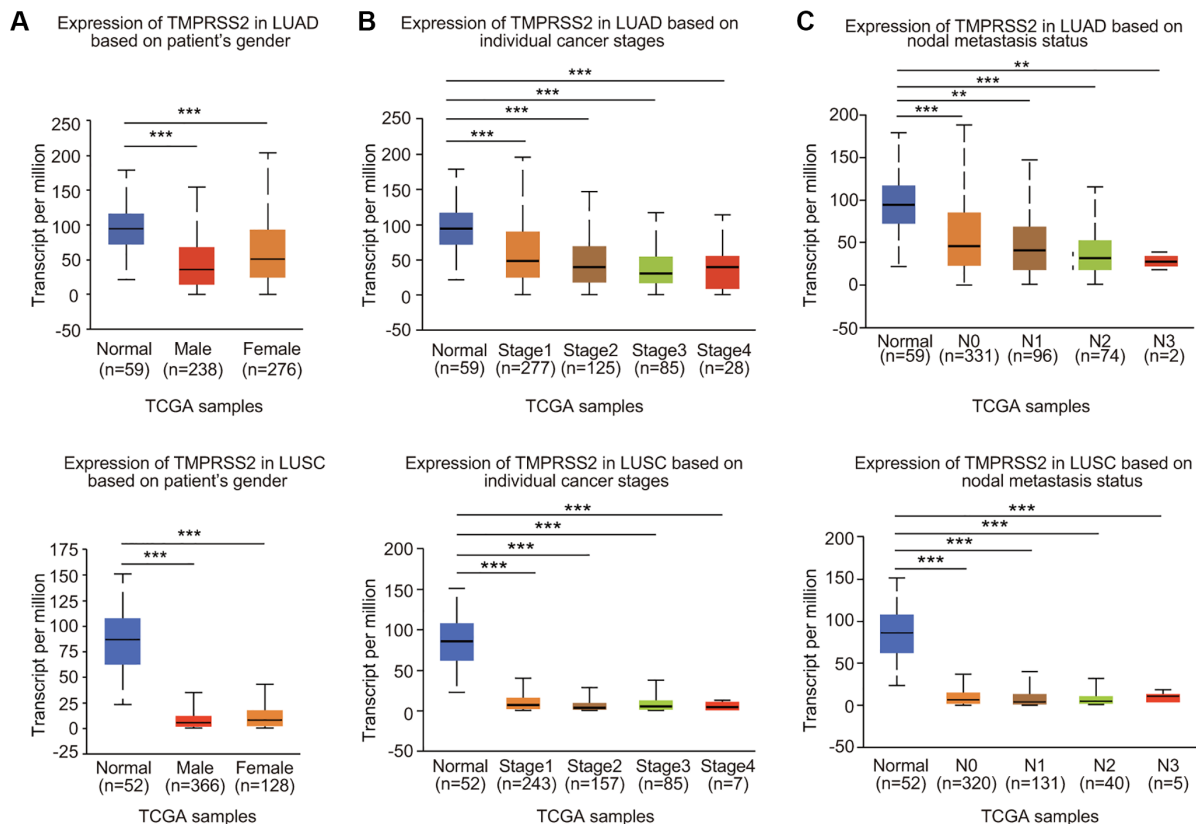 A
Expression of TMPRSS2 in LUAD
based on patient's gender
***
***
Transcript per million
250
200
150
100
50
0
-50
Normal Male Female
(n=59) (n=238) (n=276)
TCGA samples
B
Expression of TMPRSS2 in LUAD based on
individual cancer stages
***
***
***
***
Transcript per million
250
200
150
100
50
0
-50
Normal Stage1 Stage2 Stage3 Stage4
(n=59) (n=277) (n=125) (n=85) (n=28)
TCGA samples
C
Expression of TMPRSS2 in LUAD based on
nodal metastasis status
**
***
**
***
Transcript per million
200
150
100
50
0
-50
Normal N0 N1 N2 N3
(n=59) (n=331) (n=96) (n=74) (n=2)
TCGA samples
Expression of TMPRSS2 in LUSC
based on patient's gender
***
***
Transcript per million
175
150
125
100
75
50
25
0
-25
Normal Male Female
(n=52) (n=366) (n=128)
TCGA samples
Expression of TMPRSS2 in LUSC based on
individual cancer stages
***
***
***
***
Transcript per million
200
150
100
50
0
-50
Normal Stage1 Stage2 Stage3 Stage4
(n=52) (n=243) (n=157) (n=85) (n=7)
TCGA samples
Expression of TMPRSS2 in LUSC based on
nodal metastasis status
***
***
***
***
Transcript per million
200
150
100
50
0
-50
Normal N0 N1 N2 N3
(n=52) (n=320) (n=131) (n=40) (n=5)
TCGA samples